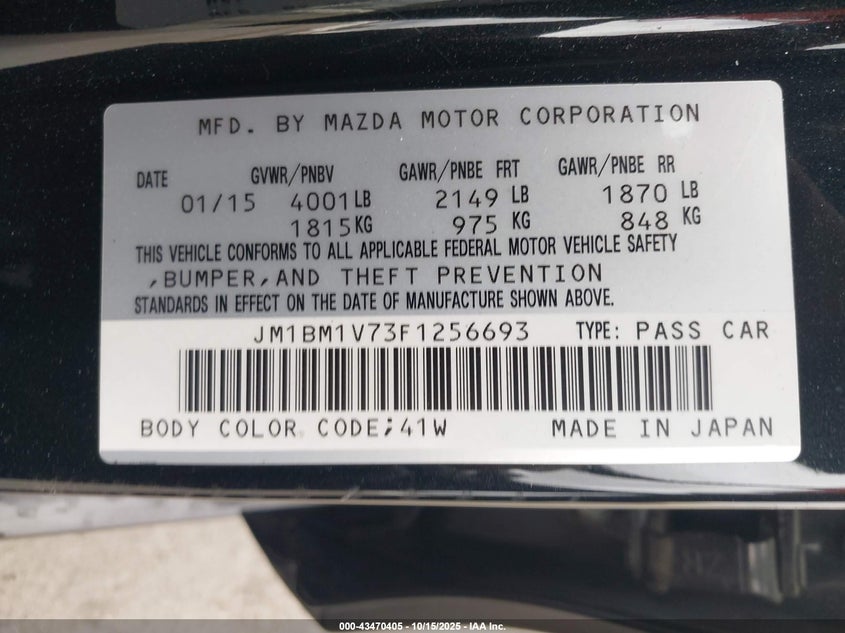 MFD. BY MAZDA MOTOR CORPORATION
DATE GVWR/PNBV GAWR/PNBE FRT GAWR/PNBE RR
01/15 4001LB 2149 LB 1870 LB
1815KG 975 KG 848 KG
THIS VEHICLE CONFORMS TO ALL APPLICABLE FEDERAL MOTOR VEHICLE SAFETY
,BUMPER,AND THEFT PREVENTION
STANDARDS IN EFFECT ON THE DATE OF MANUFACTURE SHOWN ABOVE.
JM1BM1V73F1256693 TYPE: PASS CAR
BODY COLOR CODE;41W MADE IN JAPAN
000-43470405 - 10/15/2025 - IAA Inc.